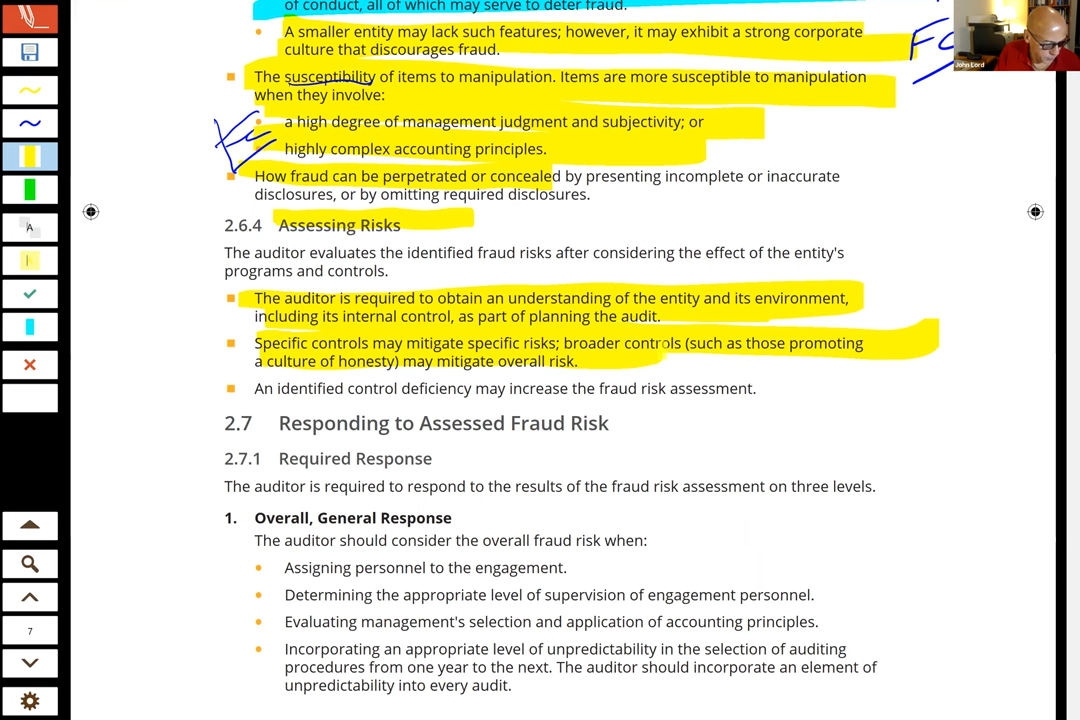 of conduct, all of which may serve to deter fraud.
• A smaller entity may lack such features; however, it may exhibit a strong corporate
culture that discourages fraud.
■ The susceptibility of items to manipulation. Items are more susceptible to manipulation
when they involve:
• a high degree of management judgment and subjectivity; or
highly complex accounting principles.
■ How fraud can be perpetrated or concealed by presenting incomplete or inaccurate
disclosures, or by omitting required disclosures.
2.6.4 Assessing Risks
The auditor evaluates the identified fraud risks after considering the effect of the entity's
programs and controls.
■ The auditor is required to obtain an understanding of the entity and its environment,
including its internal control, as part of planning the audit.
■ Specific controls may mitigate specific risks; broader controls (such as those promoting
a culture of honesty) may mitigate overall risk.
■ An identified control deficiency may increase the fraud risk assessment.
2.7 Responding to Assessed Fraud Risk
2.7.1 Required Response
The auditor is required to respond to the results of the fraud risk assessment on three levels.
1. Overall, General Response
The auditor should consider the overall fraud risk when:
• Assigning personnel to the engagement.
• Determining the appropriate level of supervision of engagement personnel.
• Evaluating management's selection and application of accounting principles.
• Incorporating an appropriate level of unpredictability in the selection of auditing
procedures from one year to the next. The auditor should incorporate an element of
unpredictability into every audit.
John Lord
A
7